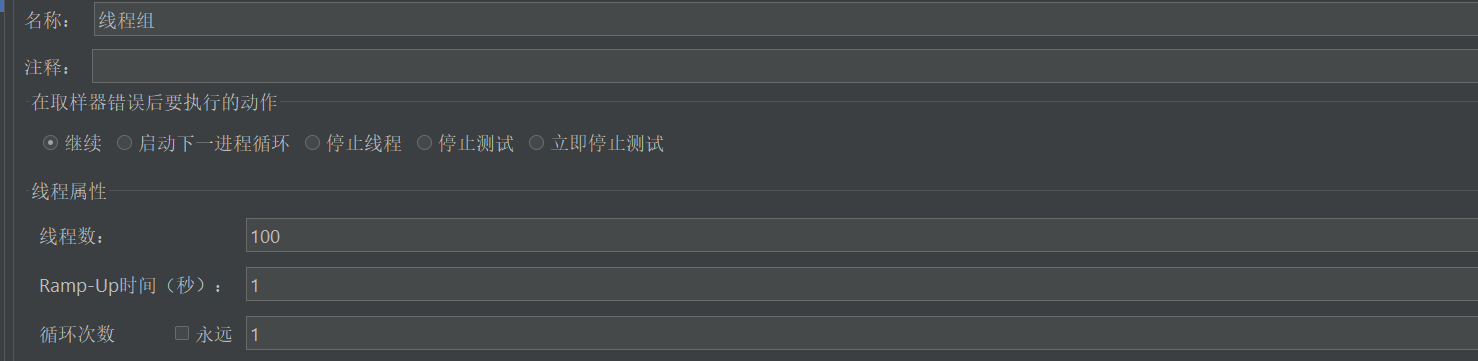 名称： 线程组
注释：
在取样器错误后要执行的动作
继续 启动下一进程循环 停止线程 停止测试 立即停止测试
线程属性
线程数： 100
Ramp-Up时间（秒）： 1
循环次数 永远 1